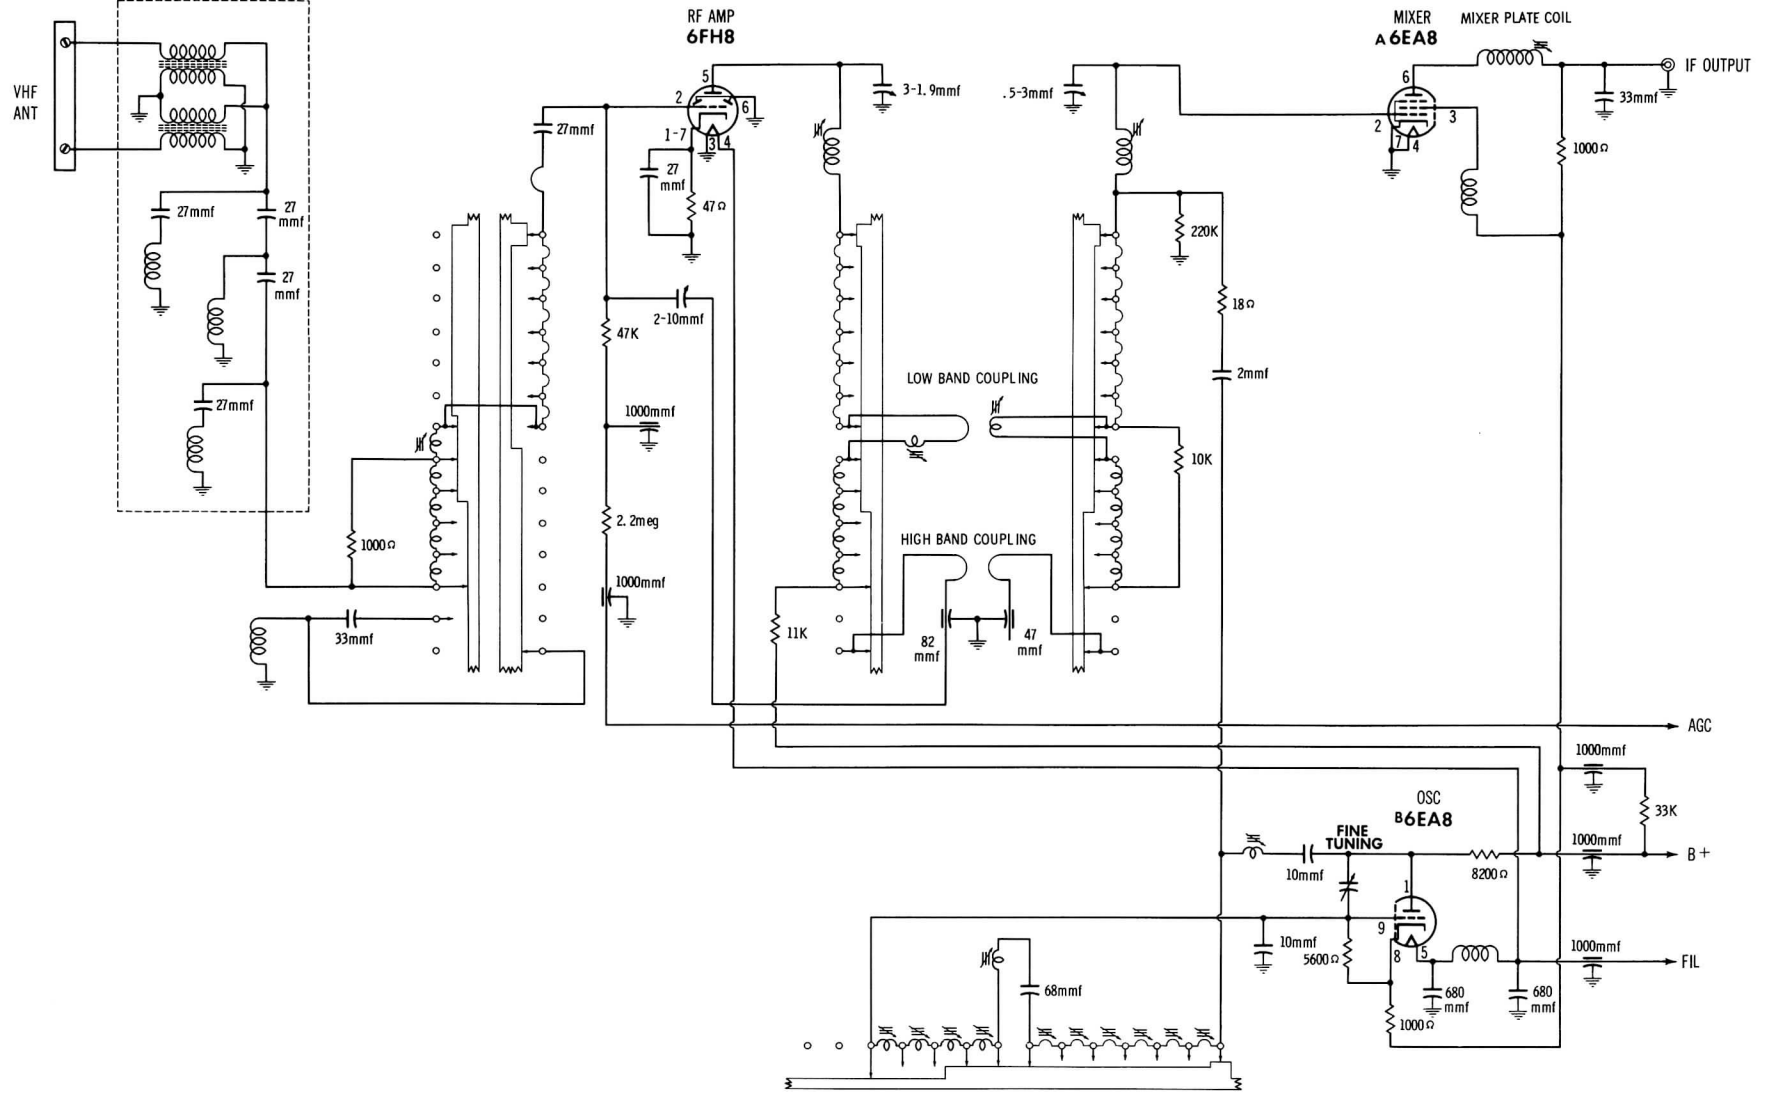 VHF
ANT
27mmf
27
mmf
27
mmf
27mmf
1000Ω
33mmf
27mmf
RF AMP
6FH8
5
2
6
1-7
3
4
27
mmf
47Ω
2-10mmf
47K
1000mmf
2.2meg
1000mmf
3-1.9mmf
.5-3mmf
LOW BAND COUPLING
HIGH BAND COUPLING
11K
82
mmf
47
mmf
220K
18Ω
2mmf
10K
MIXER
A 6EA8
MIXER PLATE COIL
6
2
3
7
4
IF OUTPUT
33mmf
1000Ω
AGC
1000mmf
33K
OSC
B 6EA8
FINE
TUNING
1000mmf
B+
10mmf
8200Ω
1
9
8
5
10mmf
5600Ω
1000mmf
FIL
680
mmf
680
mmf
1000Ω
68mmf